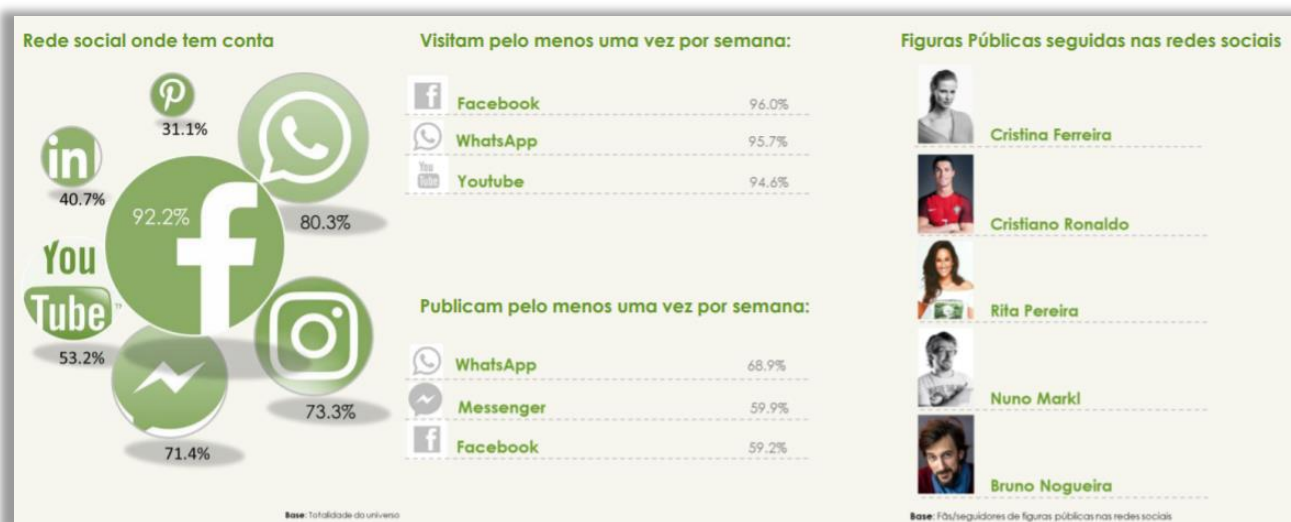 Rede social onde tem conta
31.1%
in
40.7%
92.2%
80.3%
You
Tube
53.2%
73.3%
71.4%
Base: Totalidade do universo
Visitam pelo menos uma vez por semana:
Facebook 96.0%
WhatsApp 95.7%
You
Tube
Youtube 94.6%
Publicam pelo menos uma vez por semana:
WhatsApp 68.9%
Messenger 59.9%
Facebook 59.2%
Figuras Públicas seguidas nas redes sociais
Cristina Ferreira
Cristiano Ronaldo
Rita Pereira
Nuno Markl
Bruno Nogueira
Base: Fãs/seguidores de figuras públicas nas redes sociais